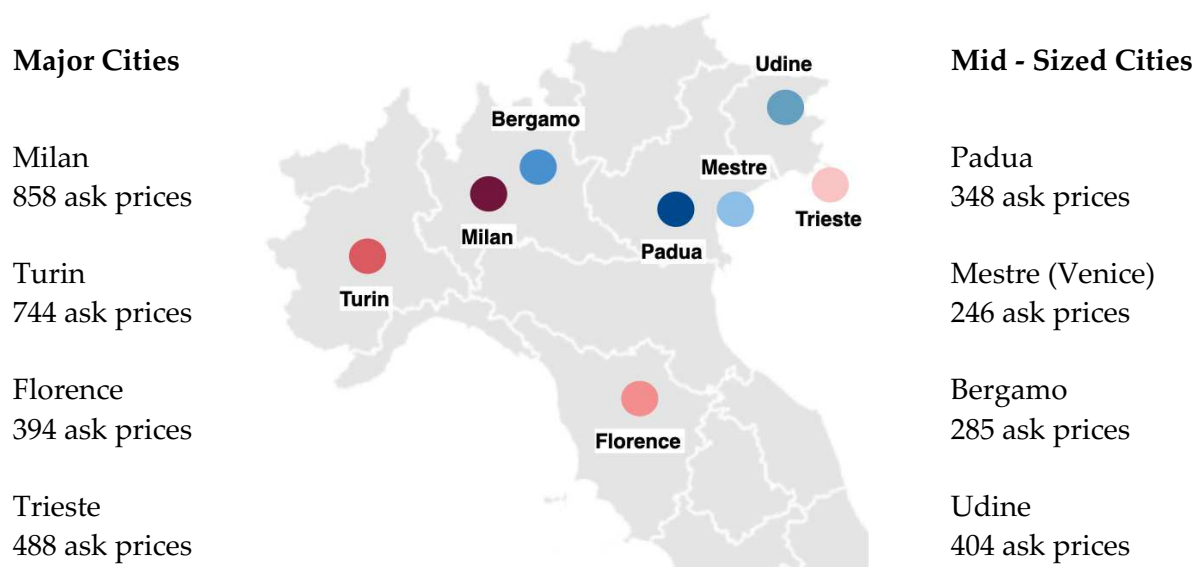 Major Cities
Milan
858 ask prices
Turin
744 ask prices
Florence
394 ask prices
Trieste
488 ask prices
Udine
Bergamo
Mestre
Trieste
Milan
Padua
Turin
Florence
Mid - Sized Cities
Padua
348 ask prices
Mestre (Venice)
246 ask prices
Bergamo
285 ask prices
Udine
404 ask prices